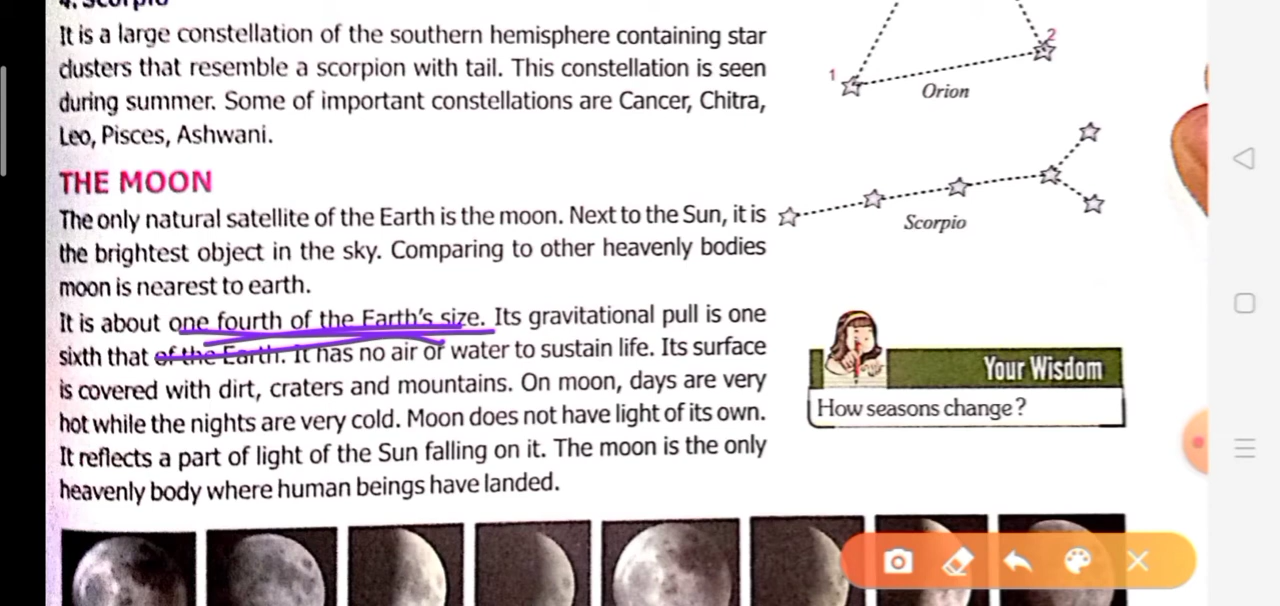 4. Scorpio
It is a large constellation of the southern hemisphere containing star
clusters that resemble a scorpion with tail. This constellation is seen
during summer. Some of important constellations are Cancer, Chitra,
Leo, Pisces, Ashwani.
THE MOON
The only natural satellite of the Earth is the moon. Next to the Sun, it is
the brightest object in the sky. Comparing to other heavenly bodies
moon is nearest to earth.
It is about one fourth of the Earth's size. Its gravitational pull is one
sixth that of the Earth. It has no air or water to sustain life. Its surface
is covered with dirt, craters and mountains. On moon, days are very
hot while the nights are very cold. Moon does not have light of its own.
It reflects a part of light of the Sun falling on it. The moon is the only
heavenly body where human beings have landed.
2
1
Orion
Scorpio
Your Wisdom
How seasons change?